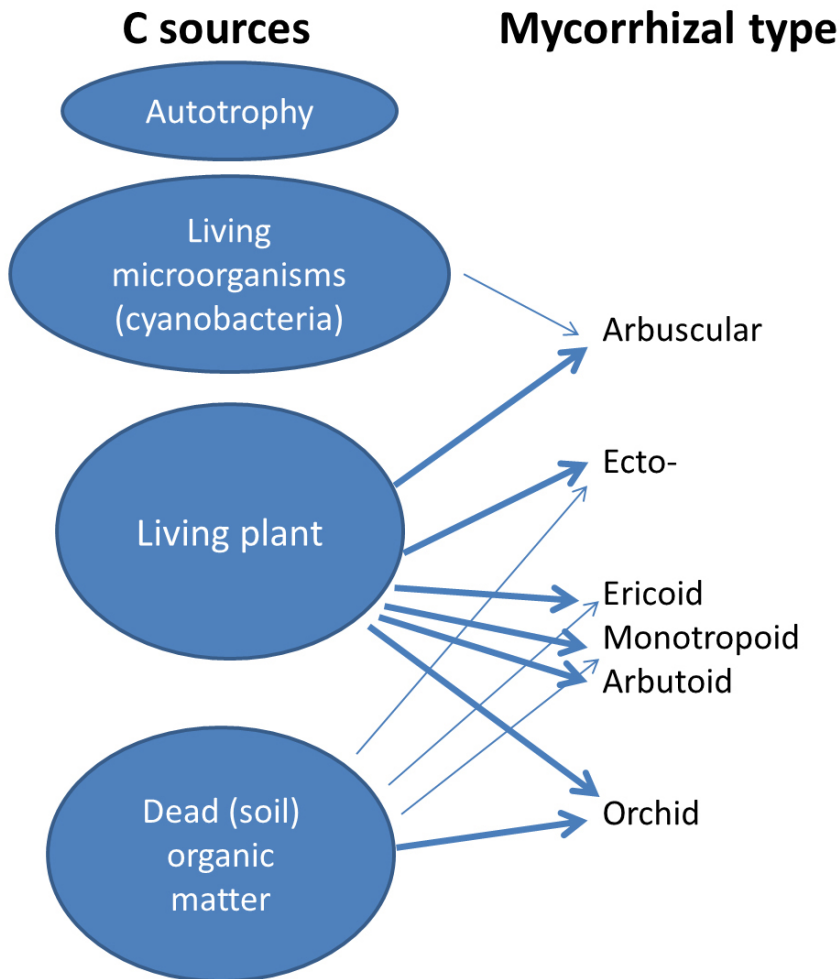 C sources
Mycorrhizal type
Autotrophy
Living
microorganisms
(cyanobacteria)
Arbuscular
Living plant
Ecto-
Ericoid
Monotropoid
Arbutoid
Dead (soil)
organic
matter
Orchid